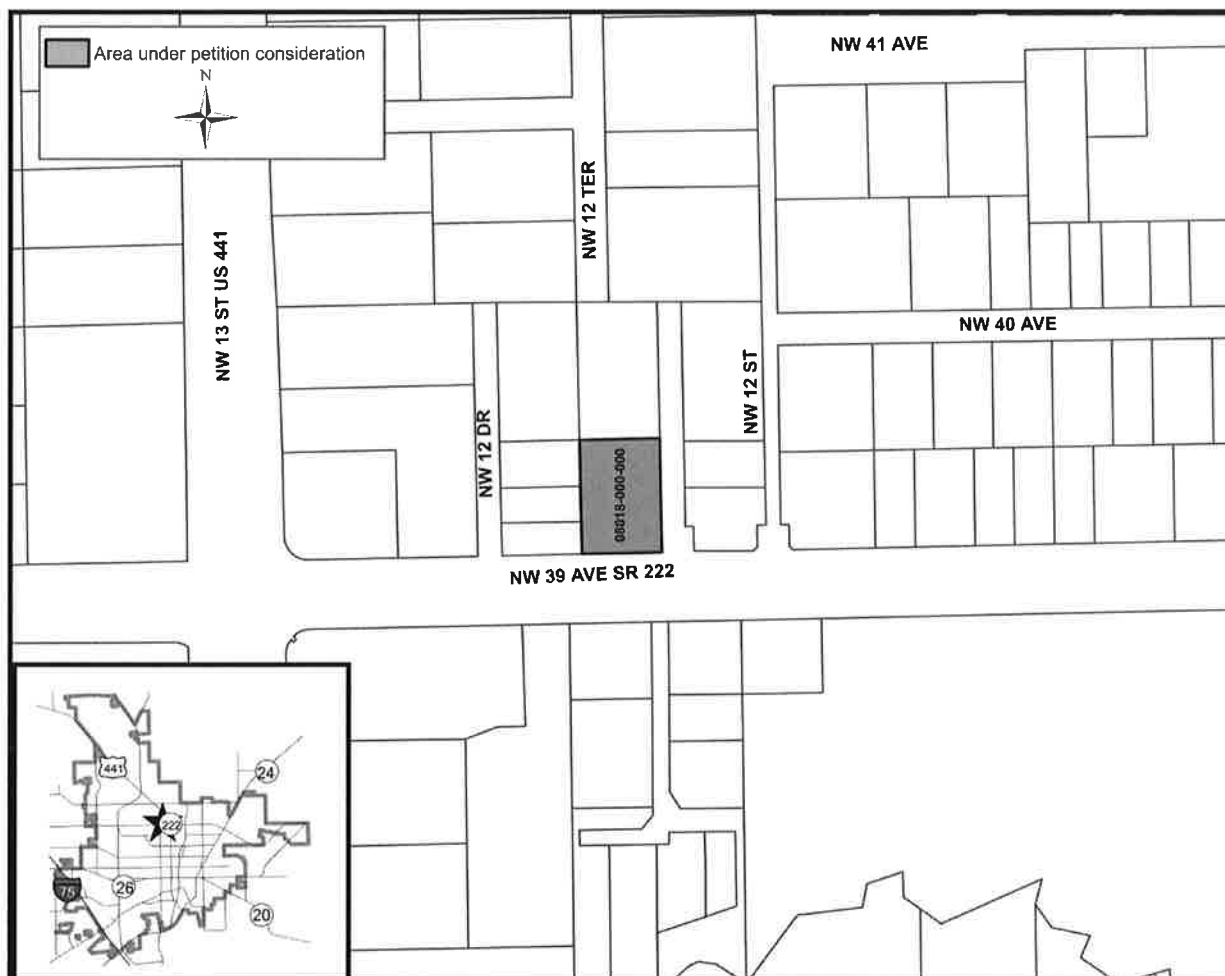 Area under petition consideration
N
NW 41 AVE
NW 12 TER
NW 13 ST US 441
NW 40 AVE
NW 12 ST
NW 12 DR
08018-000-000
NW 39 AVE SR 222
441
24
222
75
26
20